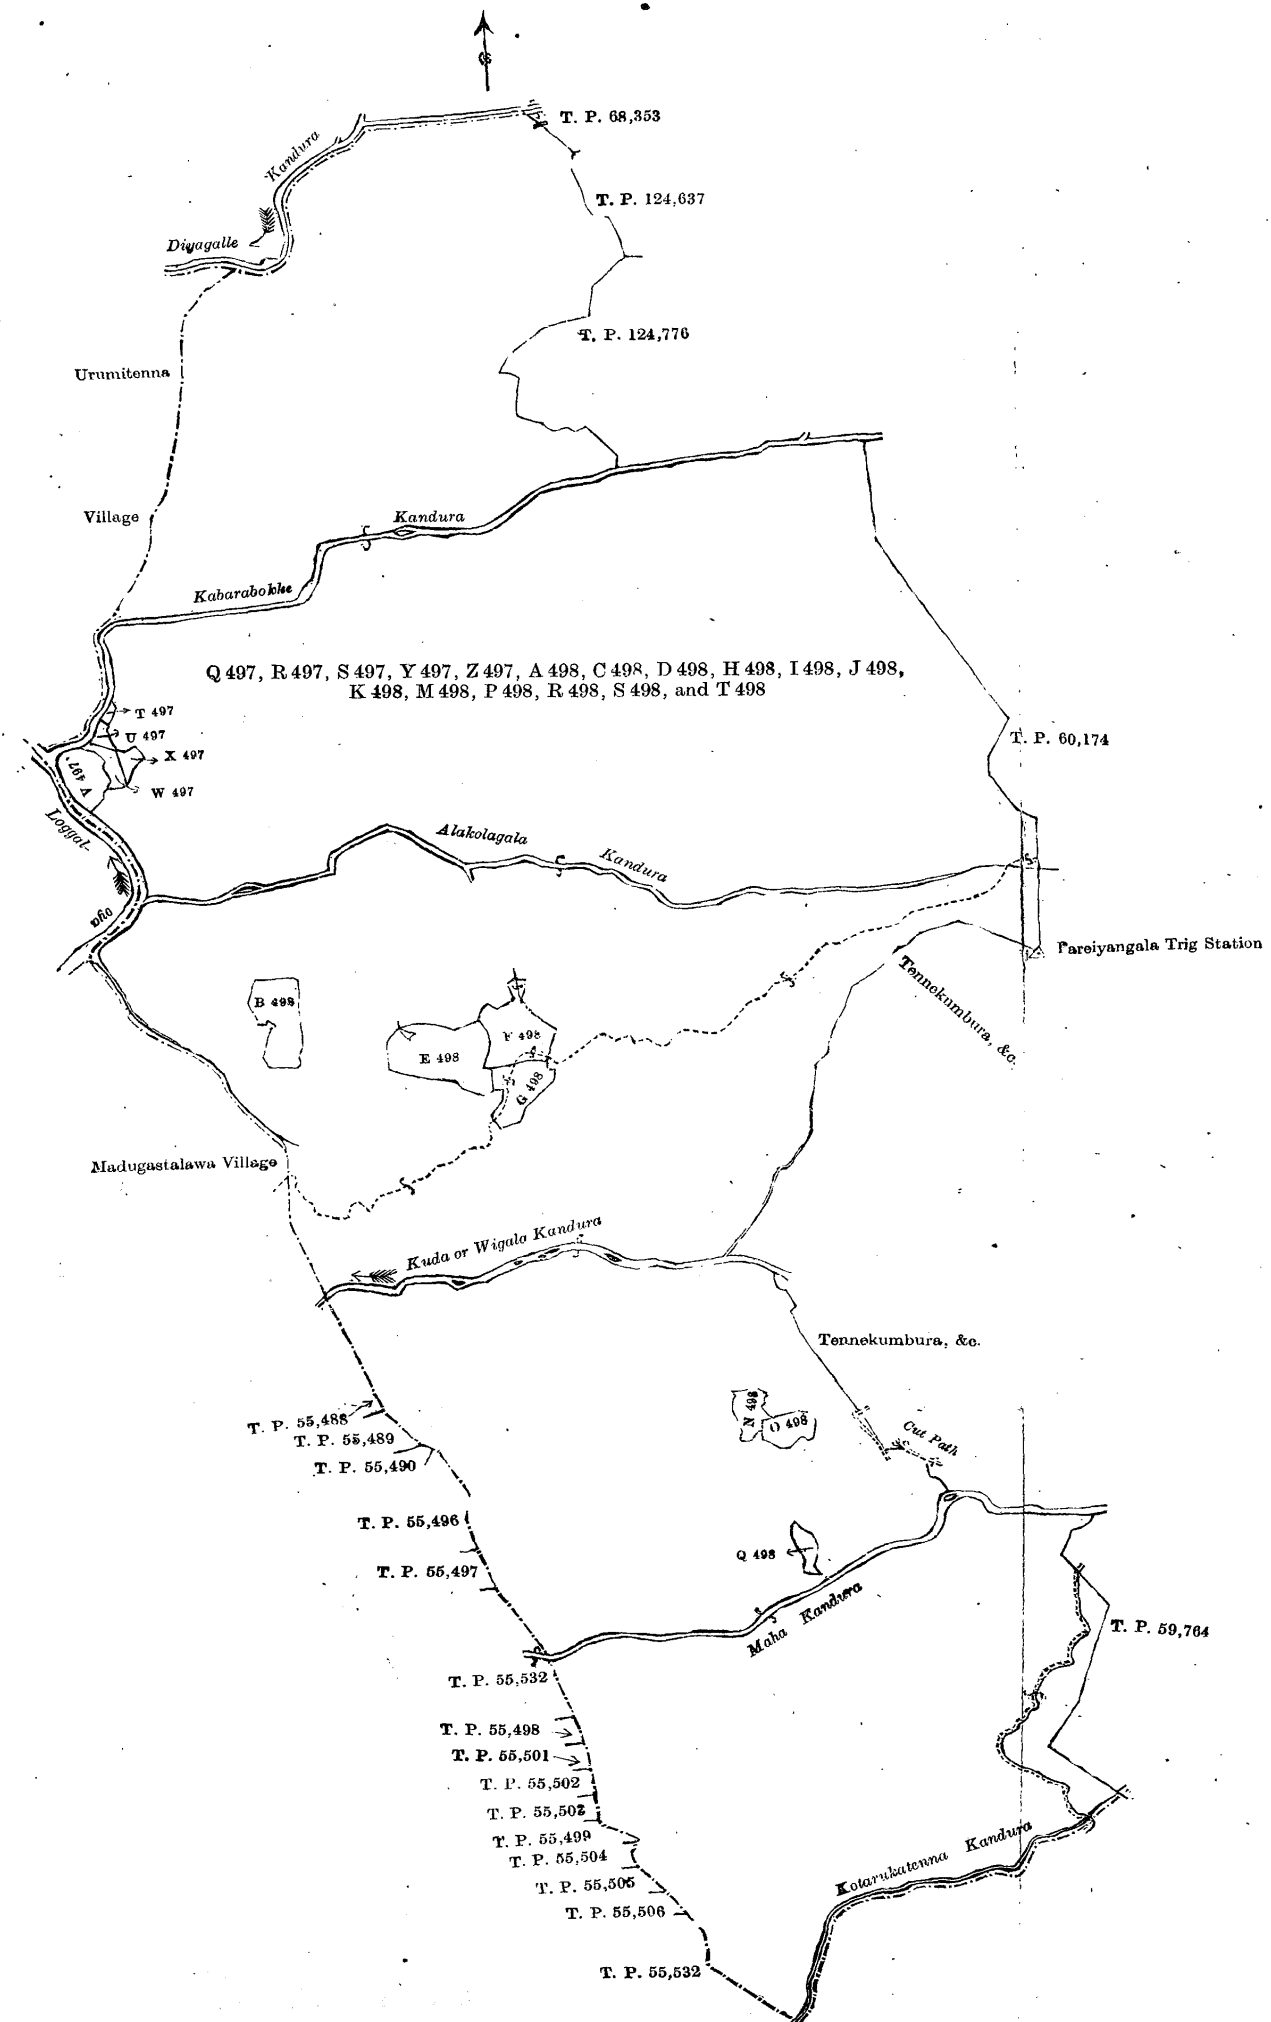 T. P. 68,353
Kandura
T. P. 124,637
Diyagalle
T. P. 124,776
Urumitenna
Village
Kandura
Kabarabokke
Q 497, R 497, S 497, Y 497, Z 497, A 498, C 498, D 498, H 498, I 498, J 498,
K 498, M 498, P 498, R 498, S 498, and T 498
T 497
U 497
X 497
V 497
W 497
T. P. 60,174
Loggal-
oya
Alakolagala
Kandura
Pareiyangala Trig Station
Tennekumbura, &c.
B 498
E 498
F 498
G 498
Madugastalawa Village
Kuda or Wigala Kandura
Tennekumbura, &c.
N 498
O 498
Cut Path
T. P. 55,488
T. P. 55,489
T. P. 55,490
T. P. 55,496
Q 498
T. P. 55,497
Maha Kandura
T. P. 59,764
T. P. 55,532
T. P. 55,498
T. P. 55,501
T. P. 55,502
T. P.
T. P. 55,499
T. P. 55,504
T. P. 55,505
T. P. 55,506
Kotarukatenna Kandura
T. P. 55,532